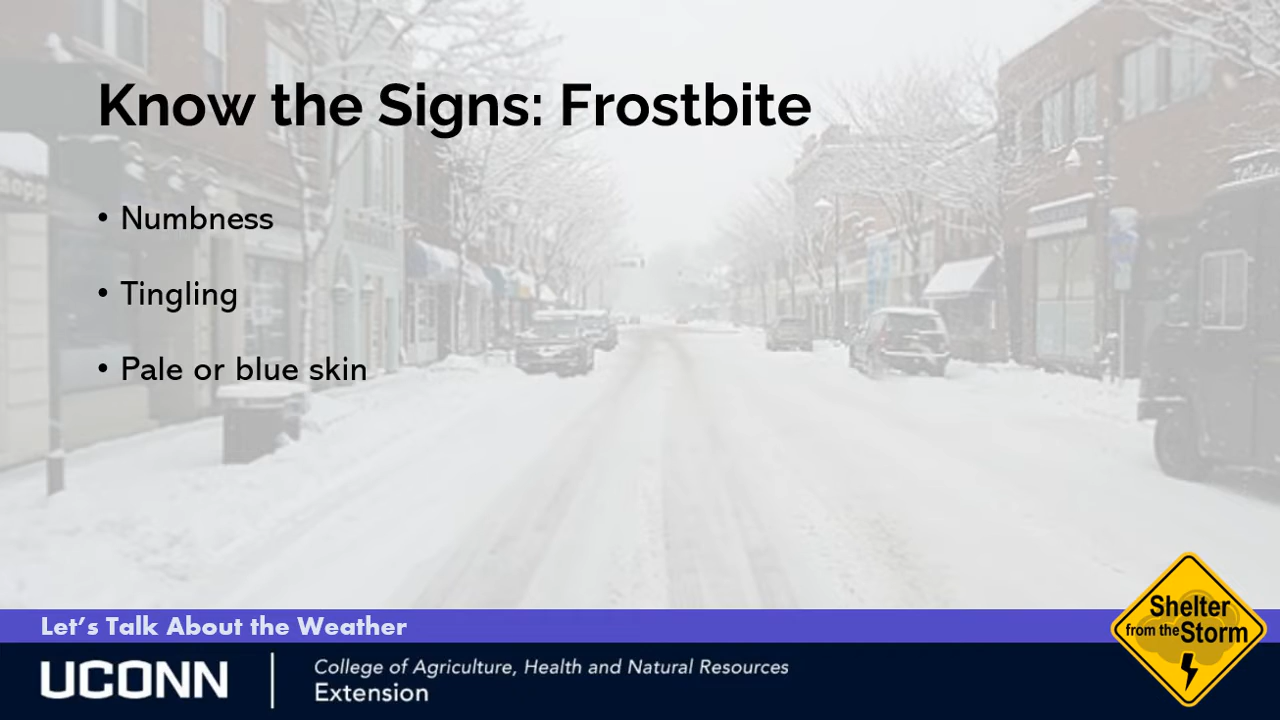 Know the Signs: Frostbite
• Numbness
• Tingling
• Pale or blue skin
Let's Talk About the Weather
UCONN
College of Agriculture, Health and Natural Resources
Extension
Shelter
from the Storm